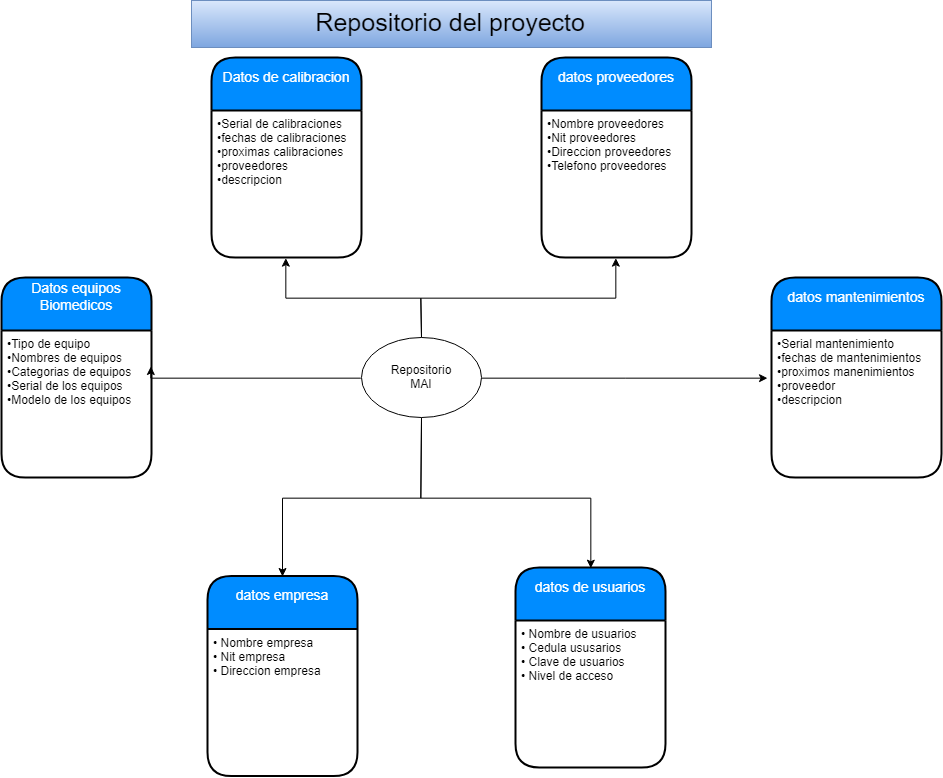 Repositorio del proyecto
Datos de calibracion
•Serial de calibraciones
•fechas de calibraciones
•proximas calibraciones
•proveedores
•descripcion
datos proveedores
•Nombre proveedores
•Nit proveedores
•Direccion proveedores
•Telefono proveedores
Datos equipos
Biomedicos
•Tipo de equipo
•Nombres de equipos
•Categorias de equipos
•Serial de los equipos
•Modelo de los equipos
Repositorio
MAI
datos mantenimientos
•Serial mantenimiento
•fechas de mantenimientos
•proximos manenimientos
•proveedor
•descripcion
datos empresa
• Nombre empresa
• Nit empresa
• Direccion empresa
datos de usuarios
• Nombre de usuarios
• Cedula ususarios
• Clave de usuarios
• Nivel de acceso